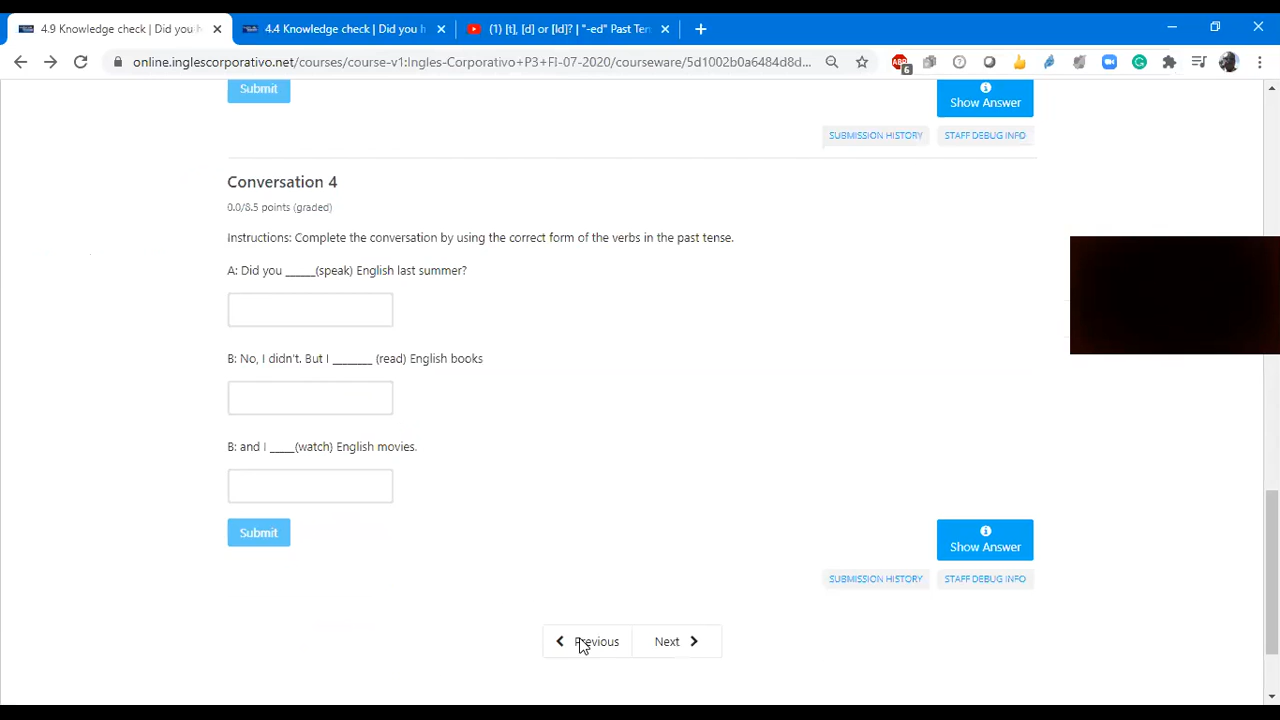 4.9 Knowledge check | Did you h
4.4 Knowledge check | Did you h
(1) [t], [d] or [Id]? | "-ed" Past Ten
online.inglescorporativo.net/courses/course-v1:Ingles-Corporativo+P3+FI-07-2020/courseware/5d1002b0a6484d8d...
6
Submit
Show Answer
SUBMISSION HISTORY
STAFF DEBUG INFO
Conversation 4
0.0/8.5 points (graded)
Instructions: Complete the conversation by using the correct form of the verbs in the past tense.
A: Did you ______(speak) English last summer?
B: No, I didn't. But I ________ (read) English books
B: and I _____(watch) English movies.
Submit
Show Answer
SUBMISSION HISTORY
STAFF DEBUG INFO
Previous
Next